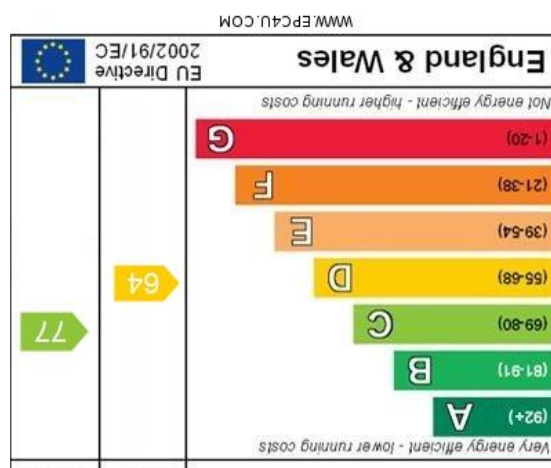 Very energy efficient - lower running costs
(92+) A
(81-91) B
(69-80) C
(55-68) D
(39-54) E
(21-38) F
(1-20) G
64
77
Not energy efficient - higher running costs
England & Wales
EU Directive
2002/91/EC
WWW.EPC4U.COM